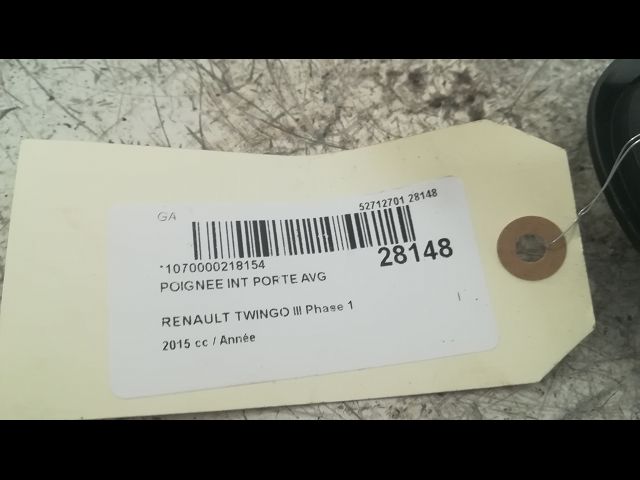 GA
52712701 28148
*1070000218154
28148
POIGNEE INT PORTE AVG
RENAULT TWINGO III Phase 1
2015 cc / Année